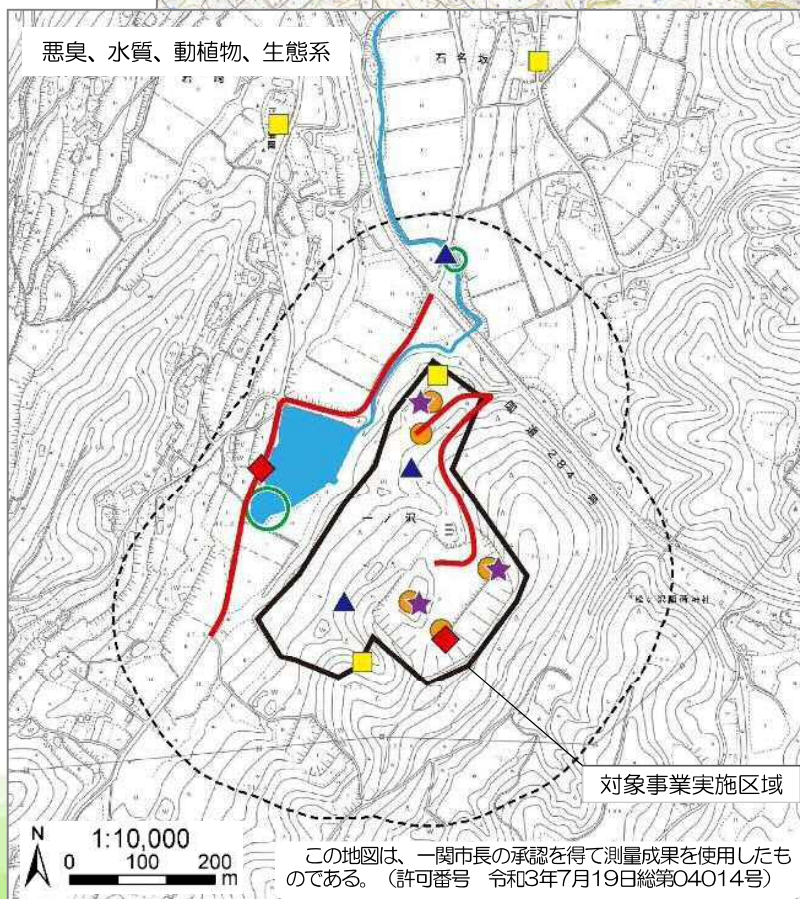 悪臭、水質、動植物、生態系
石名坂
一ノ沢
国道284号
対象事業実施区域
N
1:10,000
0 100 200
m
この地図は、一関市長の承認を得て測量成果を使用したも
のである。（許可番号　令和3年7月19日総第04014号）